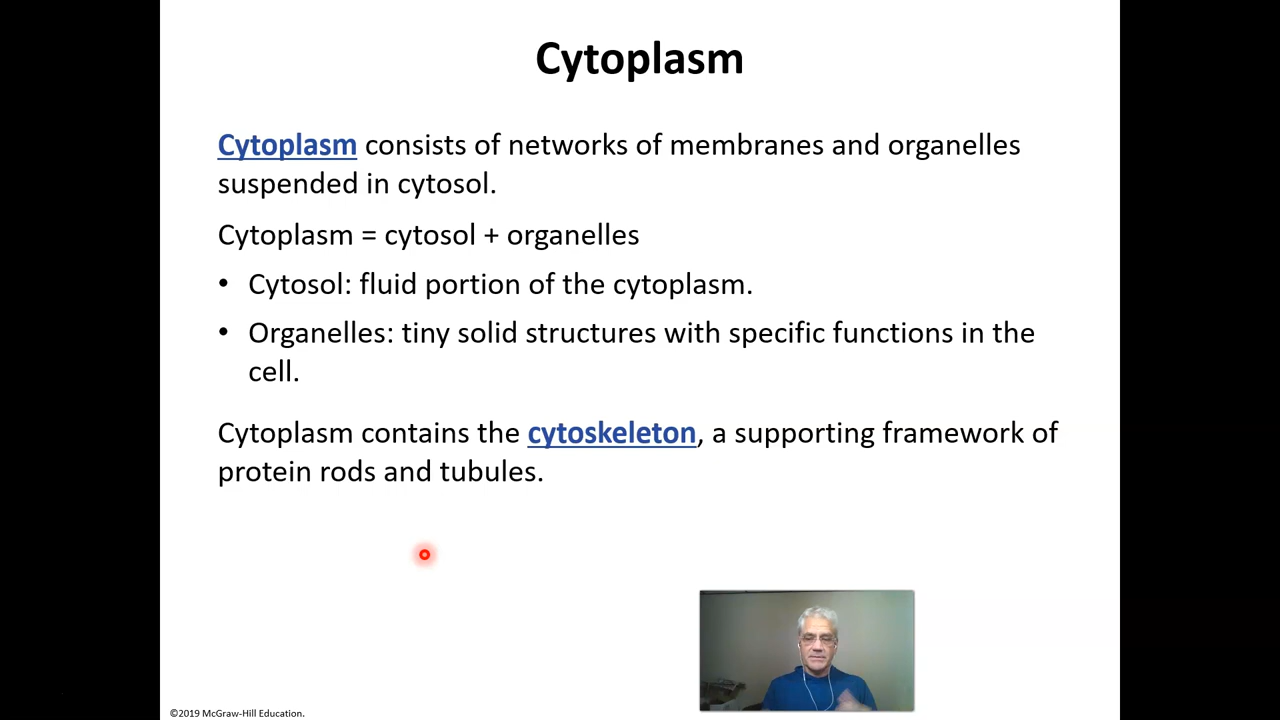 Cytoplasm
Cytoplasm consists of networks of membranes and organelles
suspended in cytosol.
Cytoplasm = cytosol + organelles
• Cytosol: fluid portion of the cytoplasm.
• Organelles: tiny solid structures with specific functions in the
cell.
Cytoplasm contains the cytoskeleton, a supporting framework of
protein rods and tubules.
©2019 McGraw-Hill Education.